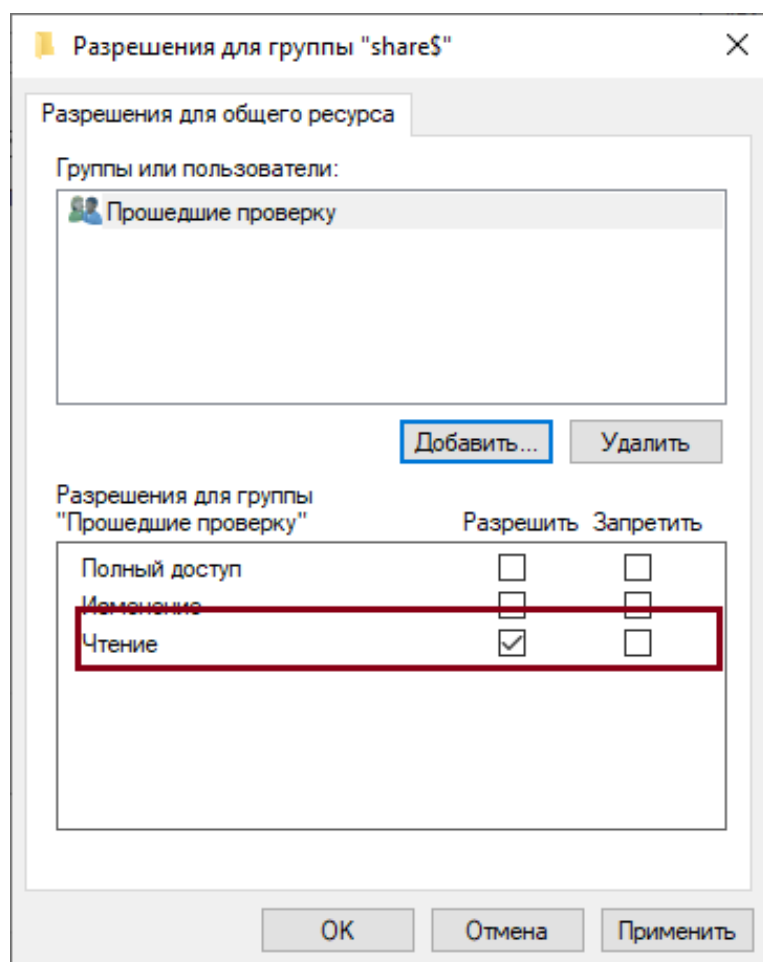 Разрешения для группы "share$"
Разрешения для общего ресурса
Группы или пользователи:
Прошедшие проверку
Добавить... Удалить
Разрешения для группы
"Прошедшие проверку" Разрешить Запретить
Полный доступ
Изменение
Чтение
OK Отмена Применить